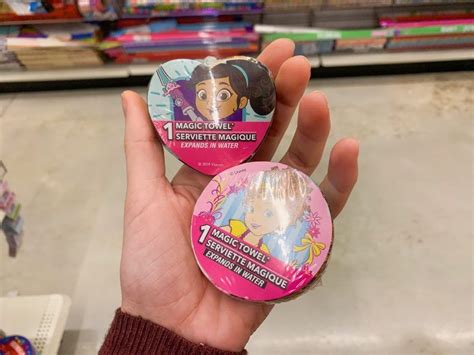 1 MAGIC TOWEL*
SERVIETTE MAGIQUE
EXPANDS IN WATER
1 MAGIC TOWEL*
SERVIETTE MAGIQUE
EXPANDS IN WATER